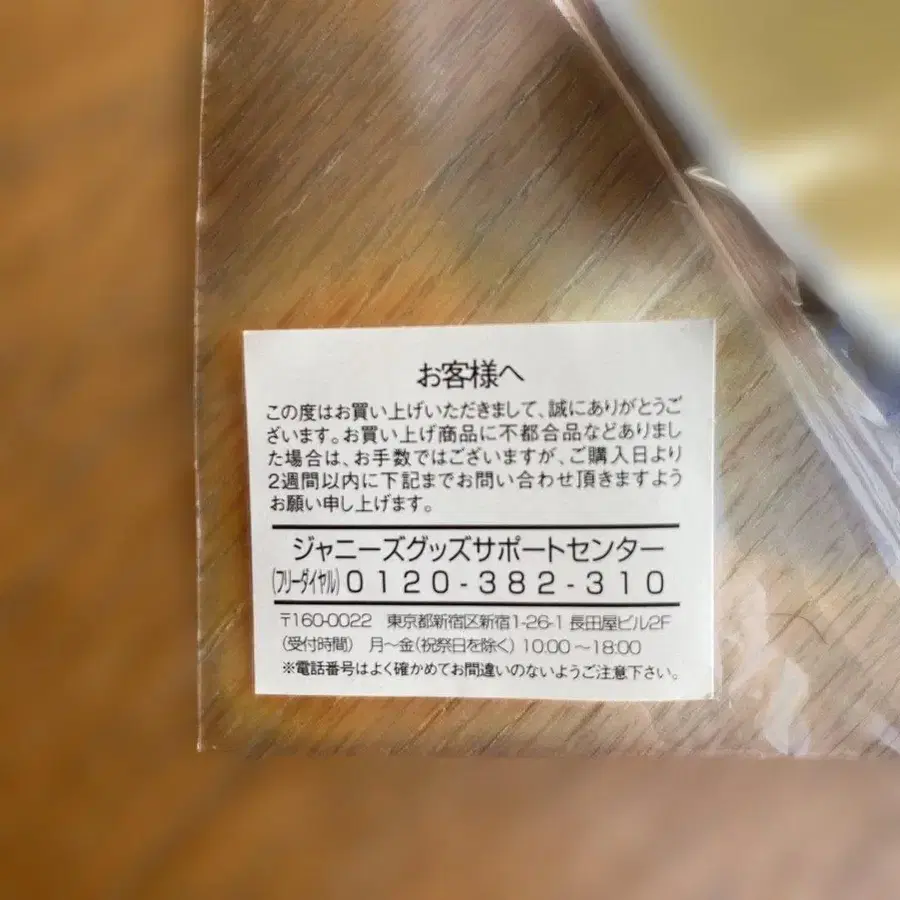 お客様へ
この度はお買い上げいただきまして、誠にありがとうご
ざいます。お買い上げ商品に不都合品などありまし
た場合は、お手数ではございますが、ご購入日より
2週間以内に下記までお問い合わせ頂きますよう
お願い申し上げます。
ジャニーズグッズサポートセンター
(フリーダイヤル) 0120-382-310
〒160-0022 東京都新宿区新宿1-26-1 長田屋ビル2F
(受付時間) 月〜金(祝祭日を除く) 10:00〜18:00
※電話番号はよく確かめてお間違いのないようご注意下さい。